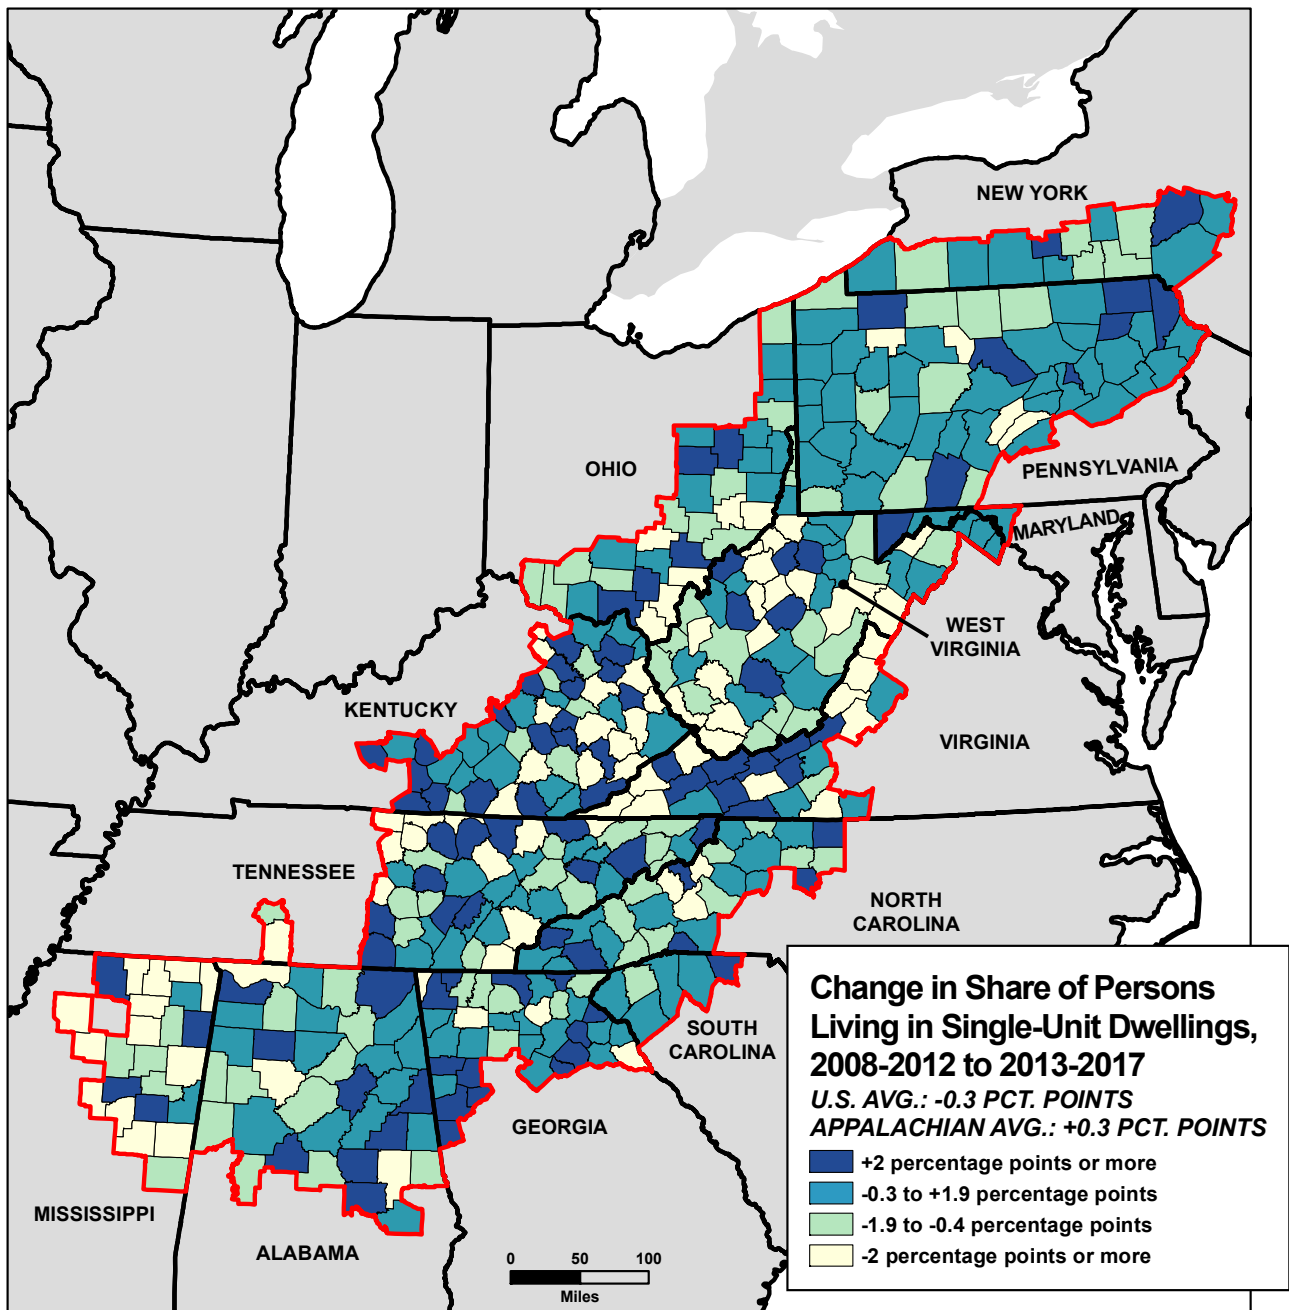 NEW YORK
OHIO
PENNSYLVANIA
MARYLAND
WEST
VIRGINIA
KENTUCKY
VIRGINIA
TENNESSEE
NORTH
CAROLINA
SOUTH
CAROLINA
GEORGIA
MISSISSIPPI
ALABAMA
0 50 100
Miles
Change in Share of Persons
Living in Single-Unit Dwellings,
2008-2012 to 2013-2017
U.S. AVG.: -0.3 PCT. POINTS
APPALACHIAN AVG.: +0.3 PCT. POINTS
+2 percentage points or more
-0.3 to +1.9 percentage points
-1.9 to -0.4 percentage points
-2 percentage points or more